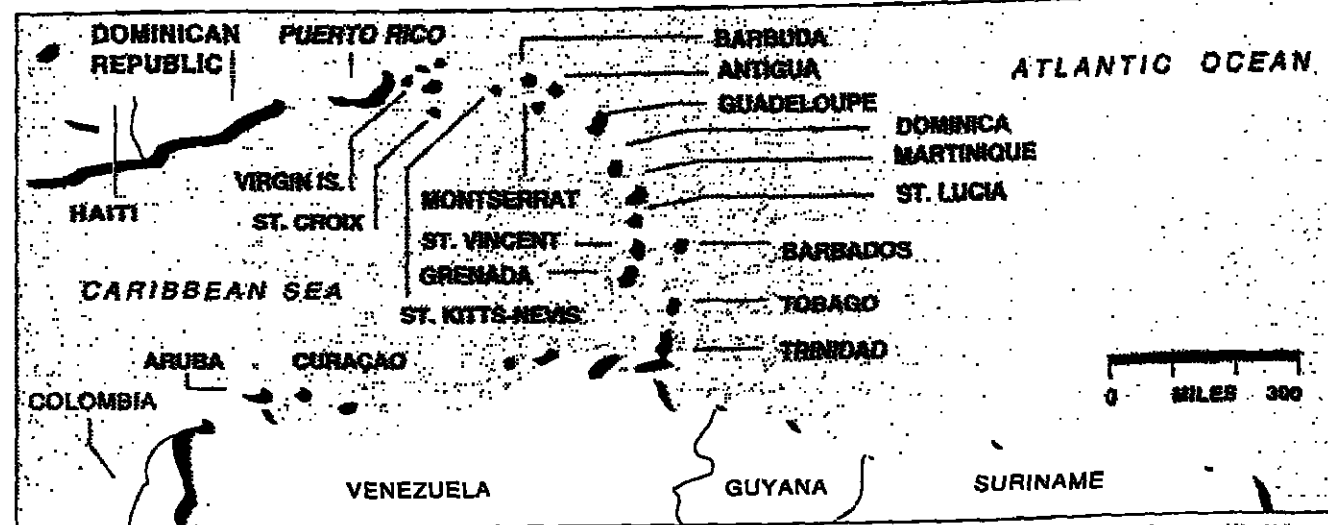 DOMINICAN
REPUBLIC
PUERTO RICO
BARBUDA
ANTIGUA
GUADELOUPE
ATLANTIC OCEAN
DOMINICA
MARTINIQUE
ST. LUCIA
VIRGIN IS.
HAITI
ST. CROIX
MONTSERRAT
ST. VINCENT
GRENADA
BARBADOS
CARIBBEAN SEA
ST. KITTS-NEVIS
TOBAGO
TRINIDAD
ARUBA
CURAÇAO
COLOMBIA
0 MILES 300
VENEZUELA
GUYANA
SURINAME